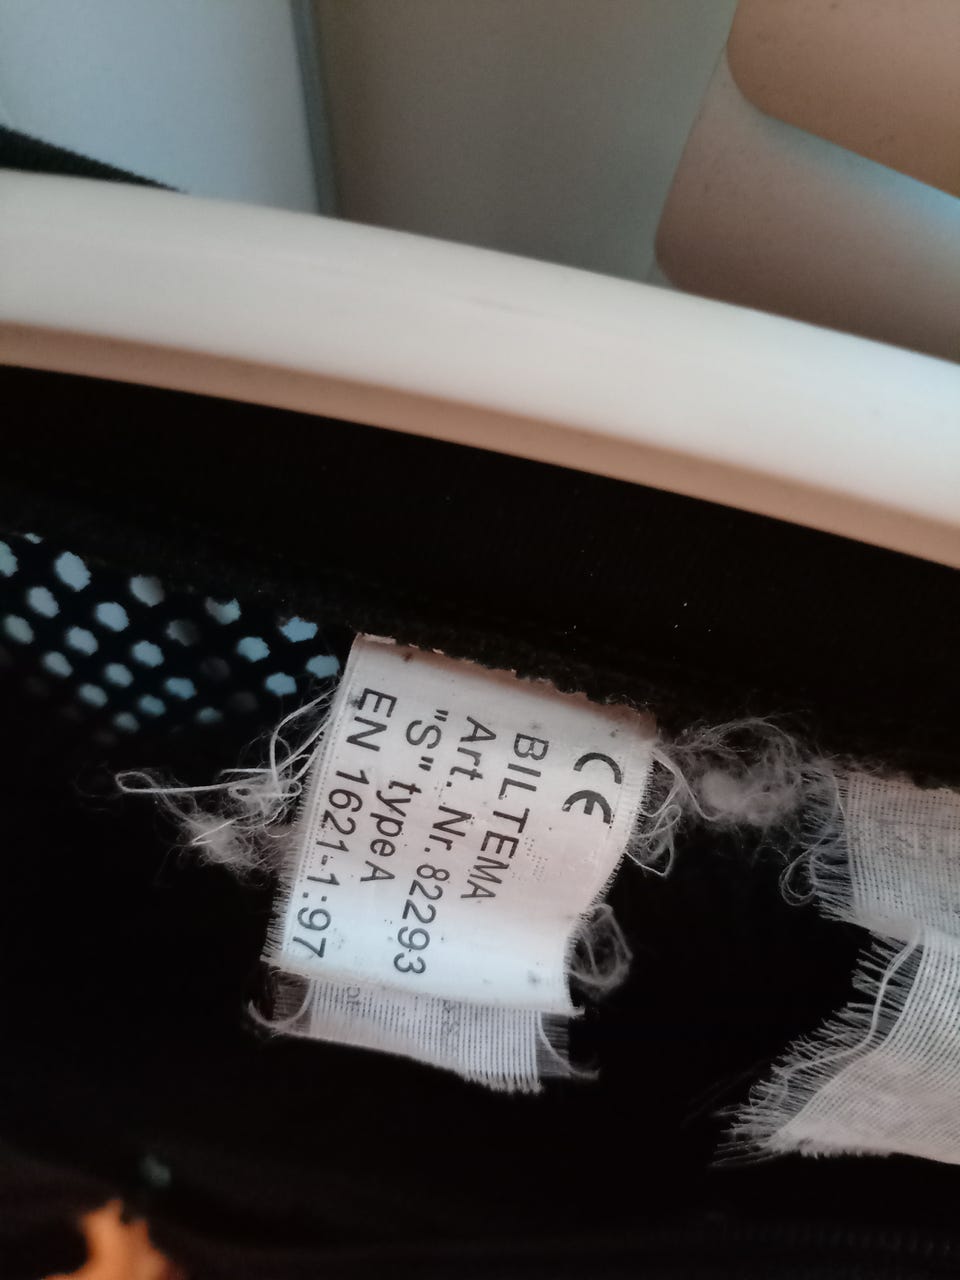 CE
BILTEMA
Art. Nr. 82293
"S" typeA
EN 1621-1:97